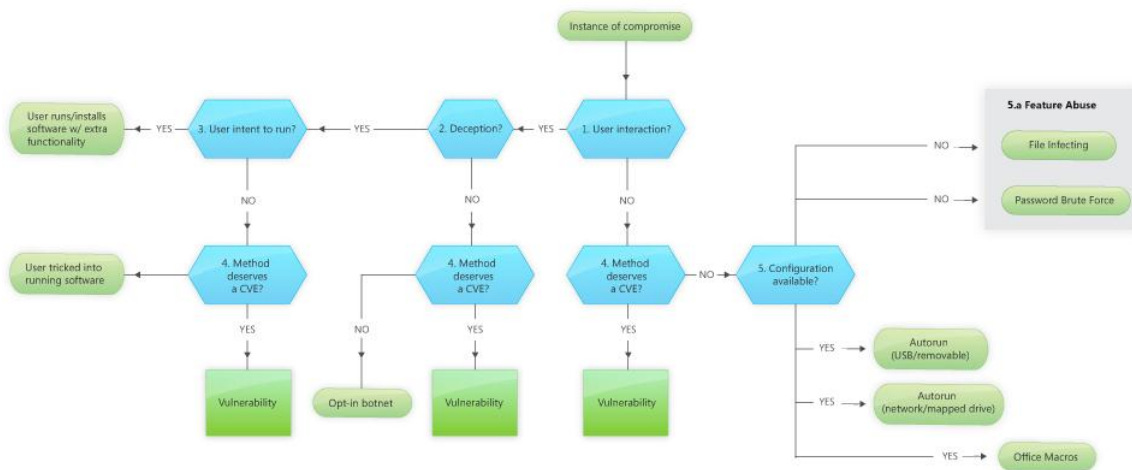 Instance of compromise
5.a Feature Abuse
User runs/installs
software w/ extra
functionality
YES
3. User intent to run?
YES
2. Deception?
YES
1. User interaction?
NO
File Infecting
NO
Password Brute Force
NO
NO
NO
User tricked into
running software
4. Method
deserves
a CVE?
4. Method
deserves
a CVE?
4. Method
deserves
a CVE?
NO
5. Configuration
available?
YES
NO
YES
YES
YES
Autorun
(USB/removable)
Vulnerability
Opt-in botnet
Vulnerability
Vulnerability
YES
Autorun
(network/mapped drive)
YES
Office Macros